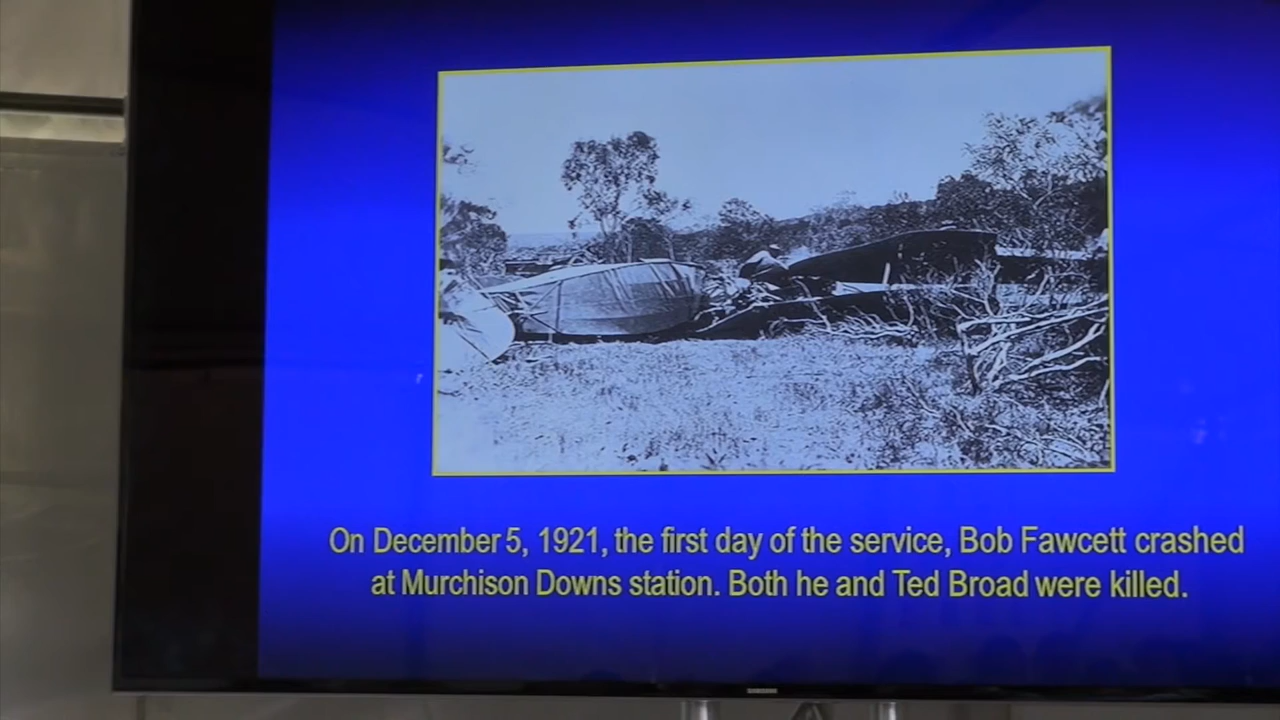 On December 5, 1921, the first day of the service, Bob Fawcett crashed
at Murchison Downs station. Both he and Ted Broad were killed.
SAMSUNG